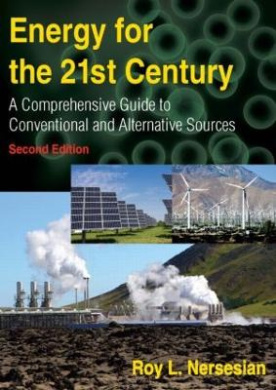 Energy for
the 21st Century
A Comprehensive Guide to
Conventional and Alternative Sources
Second Edition
Roy L. Nersesian